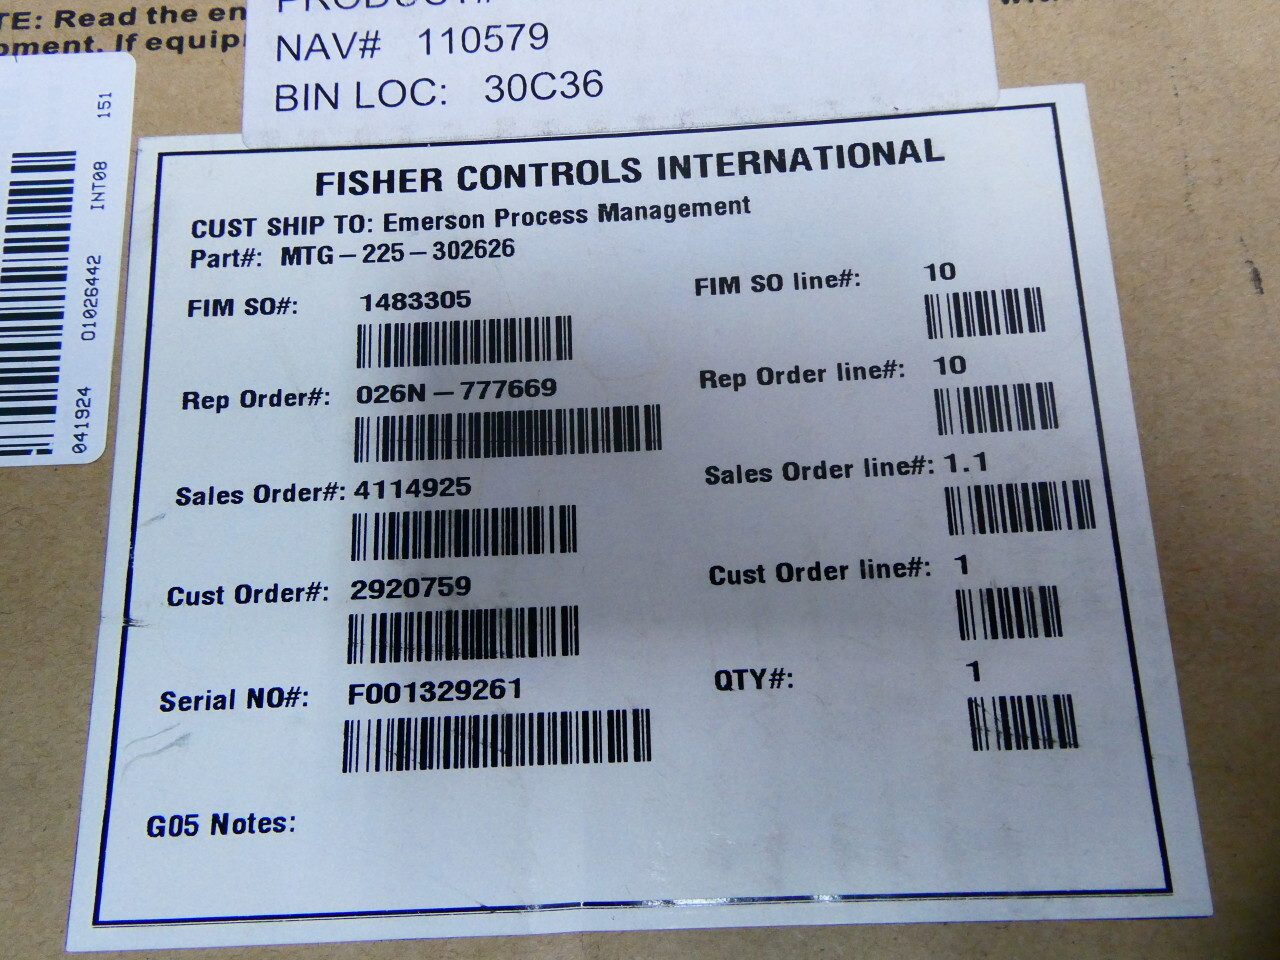 TE: Read the en
pment. If equip
NAV# 110579
BIN LOC: 30C36
041924 01026442 INT08 151
FISHER CONTROLS INTERNATIONAL
CUST SHIP TO: Emerson Process Management
Part#: MTG-225-302626
FIM SO#: 1483305 FIM SO line#: 10
Rep Order#: 026N-777669 Rep Order line#: 10
Sales Order#: 4114925 Sales Order line#: 1.1
Cust Order#: 2920759 Cust Order line#: 1
Serial NO#: F001329261 QTY#: 1
G05 Notes: